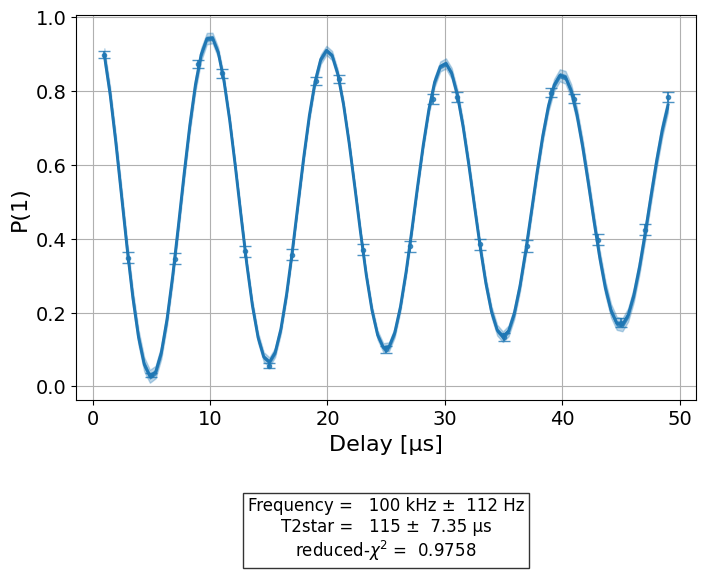 1.0
0.8
0.6
0.4
0.2
0.0
P(1)
0 10 20 30 40 50
Delay [µs]
Frequency = 100 kHz ± 112 Hz
T2star = 115 ± 7.35 µs
reduced-χ² = 0.9758